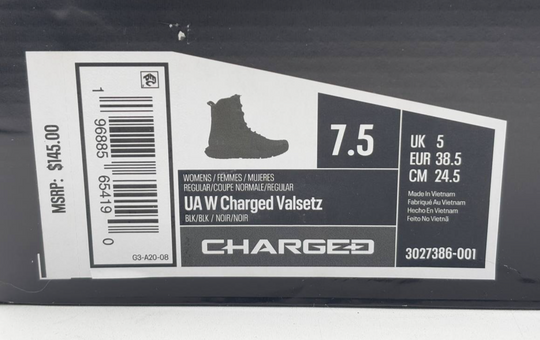 MSRP: $145.00
1 96885 65419 0
G3-A20-08
7.5
UK 5
EUR 38.5
CM 24.5
WOMENS / FEMMES / MUJERES
REGULAR/COUPE NORMALE/REGULAR
UA W Charged Valsetz
BLK/BLK / NOIR/NOIR
CHARGED
Made in Vietnam
Fabriqué Au Vietnam
Hecho En Vietnam
Feito No Vietnã
3027386-001